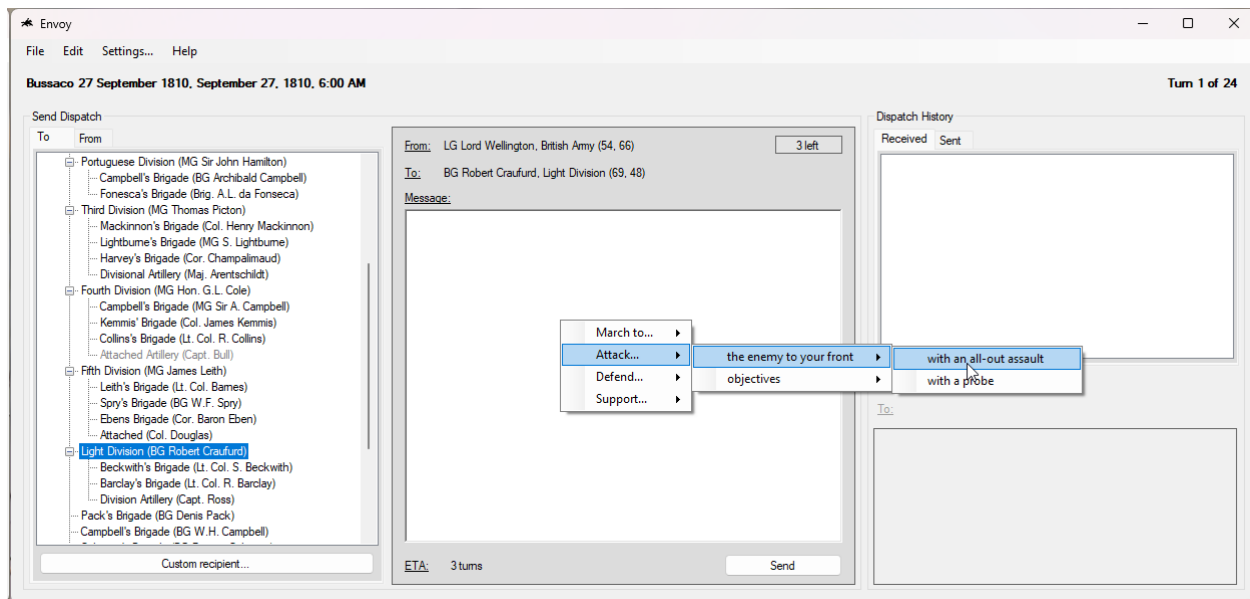 Envoy
File Edit Settings... Help
Bussaco 27 September 1810, September 27, 1810, 6:00 AM
Turn 1 of 24
Send Dispatch
To From
Portuguese Division (MG Sir John Hamilton)
Campbell's Brigade (BG Archibald Campbell)
Fonesca's Brigade (Brig. A.L. da Fonseca)
Third Division (MG Thomas Picton)
Mackinnon's Brigade (Col. Henry Mackinnon)
Lightburne's Brigade (MG S. Lightburne)
Harvey's Brigade (Cor. Champalimaud)
Divisional Artillery (Maj. Arentschildt)
Fourth Division (MG Hon. G.L. Cole)
Campbell's Brigade (MG Sir A. Campbell)
Kemmis' Brigade (Col. James Kemmis)
Collins's Brigade (Lt. Col. R. Collins)
Attached Artillery (Capt. Bull)
Fifth Division (MG James Leith)
Leith's Brigade (Lt. Col. Barnes)
Spry's Brigade (BG W.F. Spry)
Ebens Brigade (Cor. Baron Eben)
Attached (Col. Douglas)
Light Division (BG Robert Craufurd)
Beckwith's Brigade (Lt. Col. S. Beckwith)
Barclay's Brigade (Lt. Col. R. Barclay)
Division Artillery (Capt. Ross)
Pack's Brigade (BG Denis Pack)
Campbell's Brigade (BG W.H. Campbell)
Custom recipient...
From: LG Lord Wellington, British Army (54, 66)
3 left
To: BG Robert Craufurd, Light Division (69, 48)
Message:
March to...
Attack...
Defend...
Support...
the enemy to your front
objectives
with an all-out assault
with a probe
ETA: 3 turns
Send
Dispatch History
Received Sent
To: